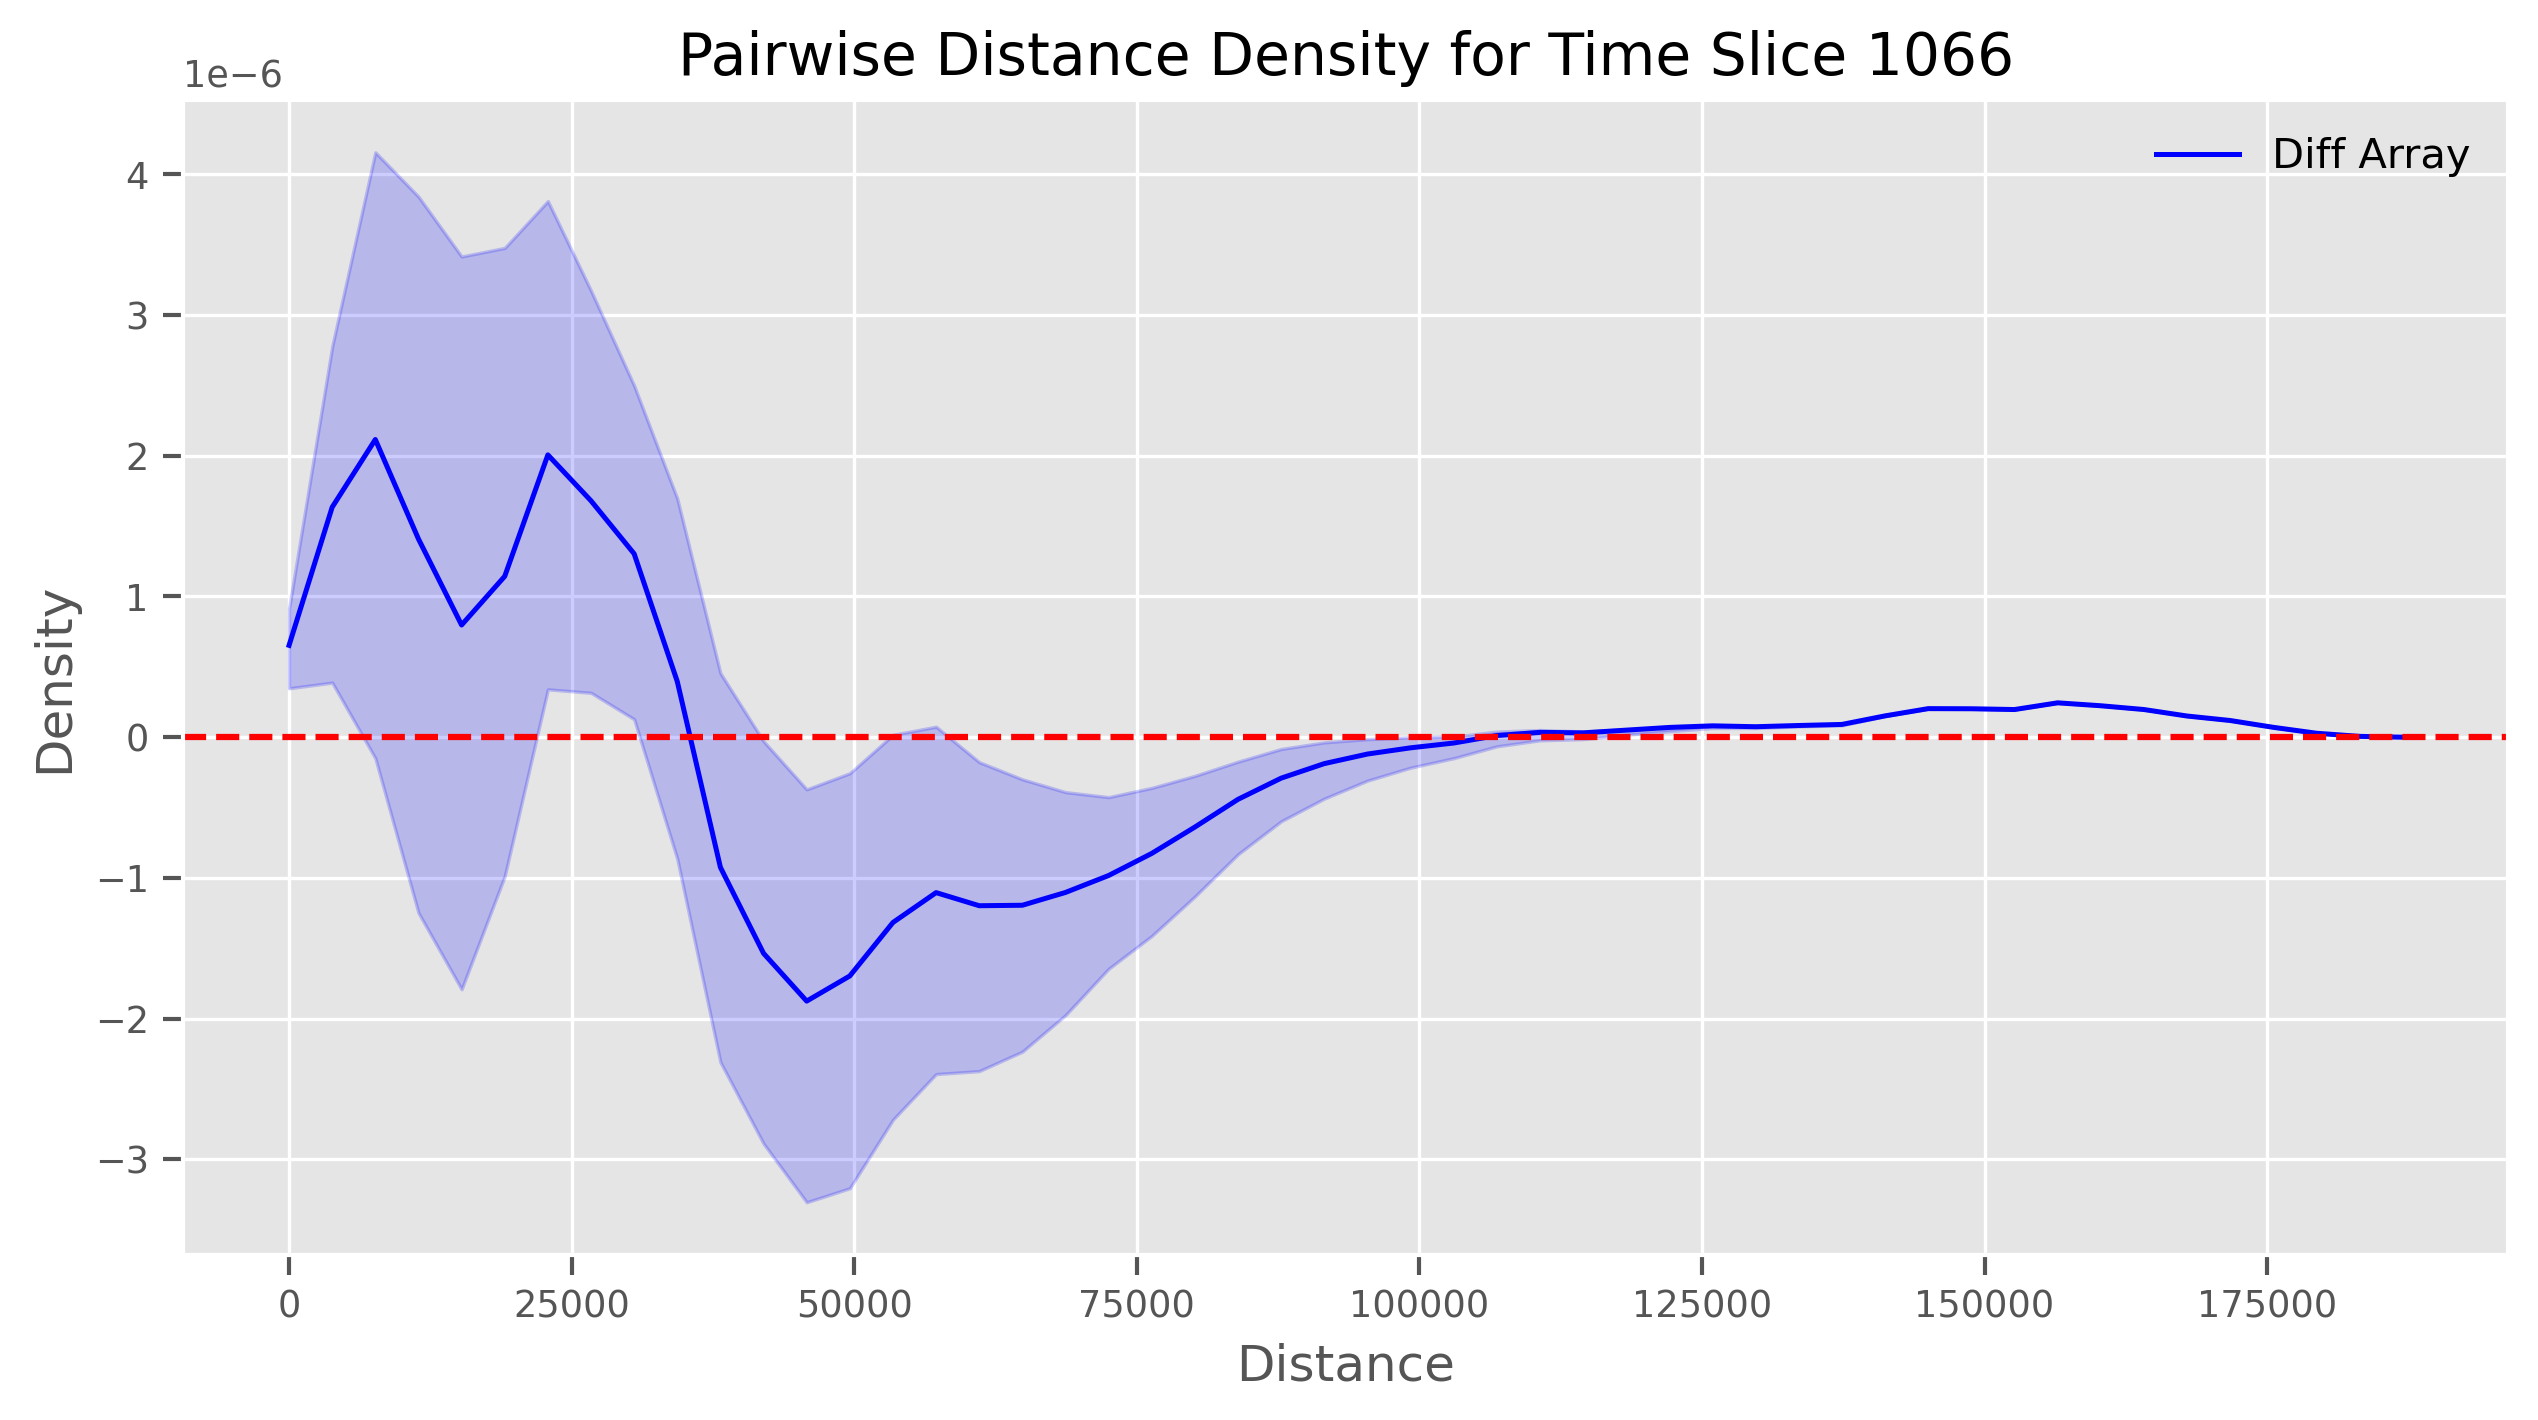 Pairwise Distance Density for Time Slice 1066
1e−6
Diff Array
4
3
2
1
0
−1
−2
−3
Density
0 25000 50000 75000 100000 125000 150000 175000
Distance